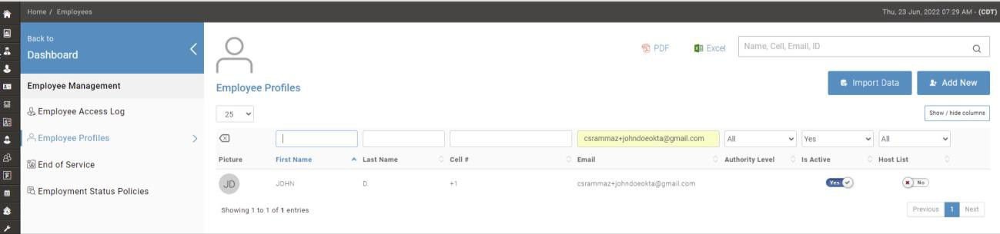 Home / Employees
Thu, 23 Jun, 2022 07:29 AM - (CDT)
Back to
Dashboard
Employee Management
Employee Access Log
Employee Profiles
End of Service
Employment Status Policies
PDF
Excel
Name, Cell, Email, ID
Employee Profiles
Import Data
Add New
25
Show / hide columns
csrammaz+johndoeokta@gmail.com All Yes All
Picture First Name Last Name Cell # Email Authority Level Is Active Host List
JD JOHN D. +1 csrammaz+johndoeokta@gmail.com Yes No
Showing 1 to 1 of 1 entries
Previous 1 Next